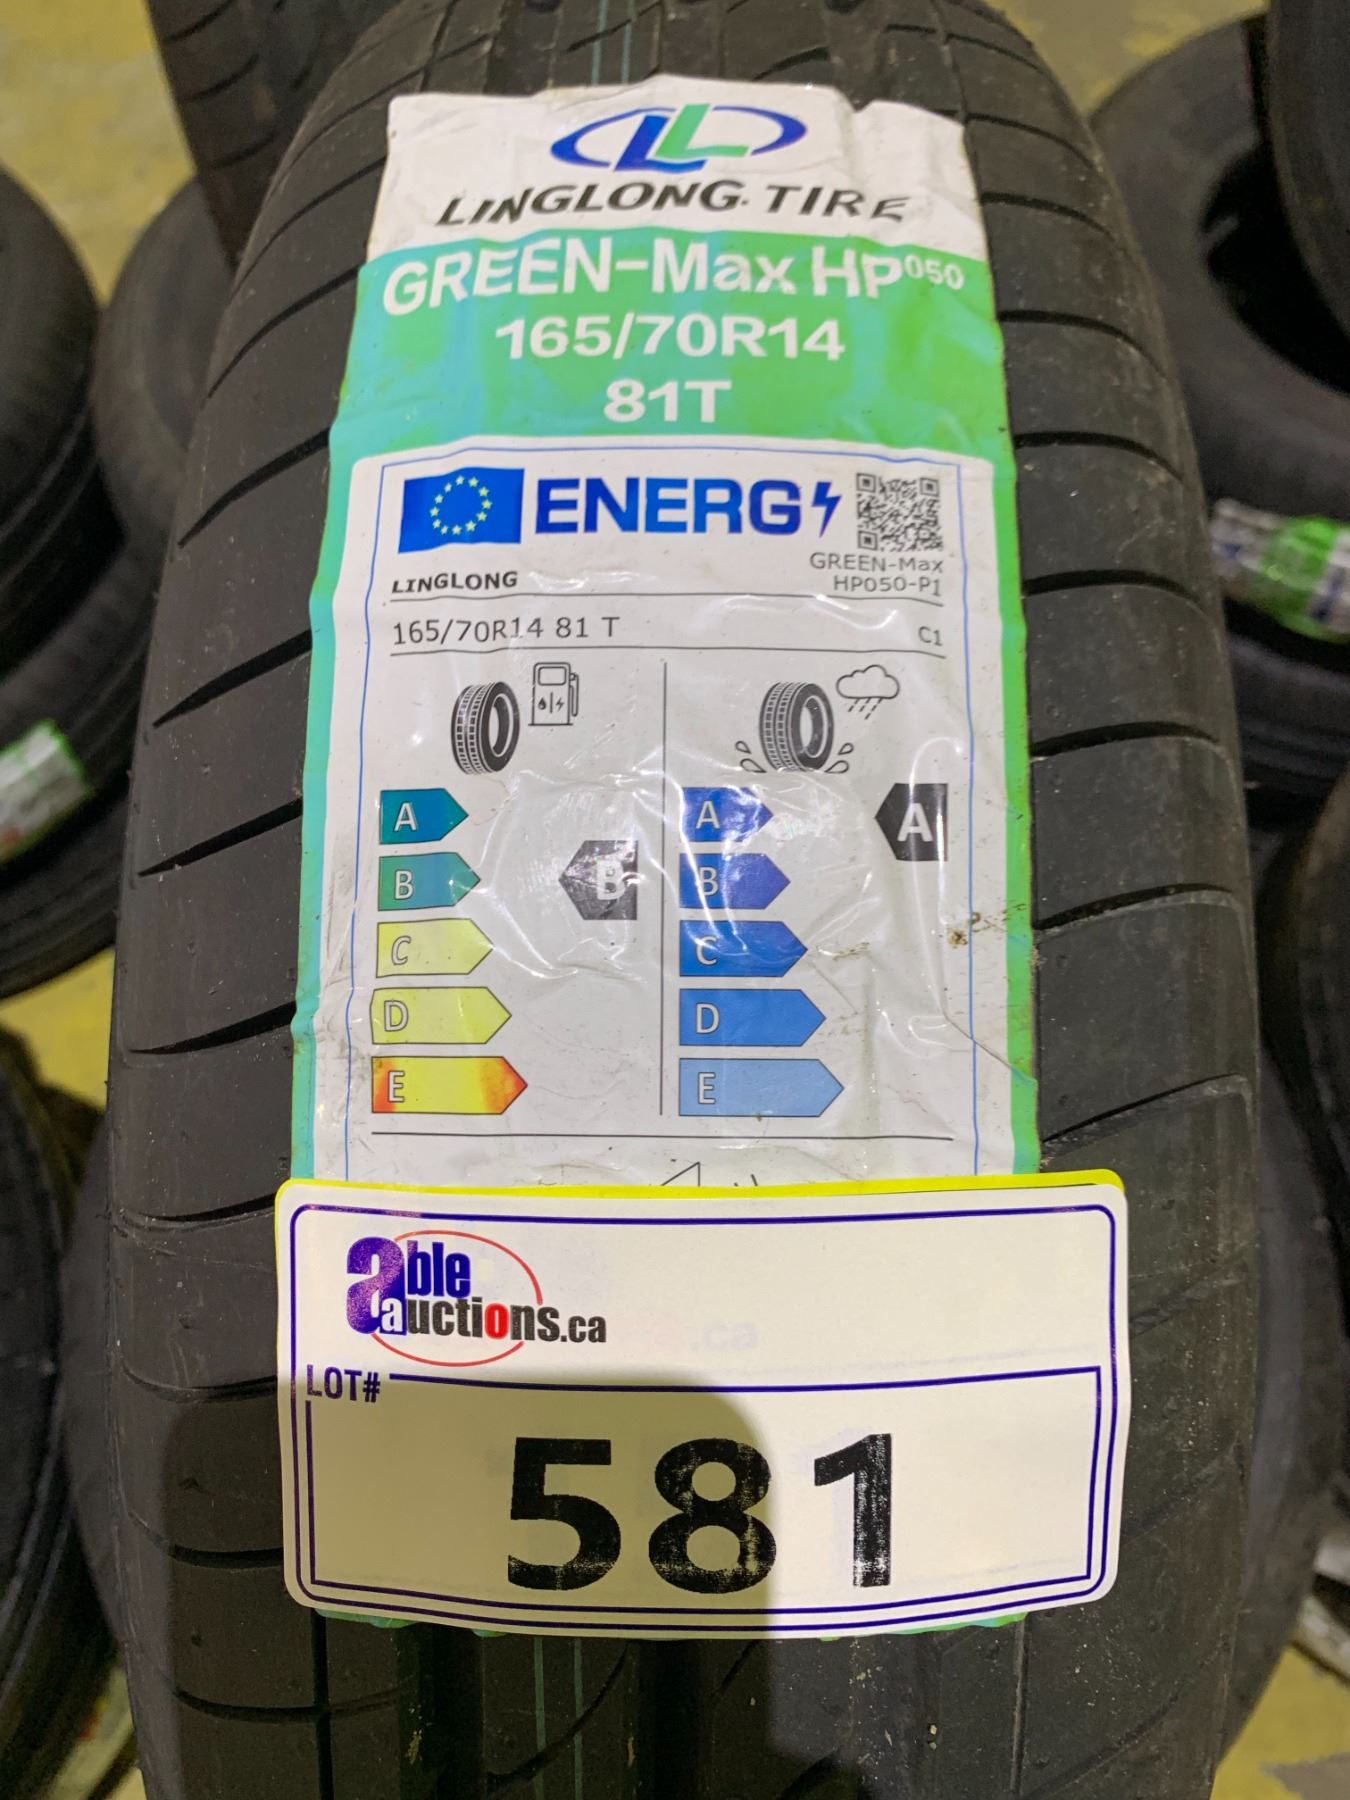 LL
LINGLONG TIRE
GREEN-Max HP050
165/70R14
81T
ENERG
GREEN-Max
LINGLONG HP050-P1
165/70R14 81 T C1
A A A
B B B
C C
D D
E E
able
auctions.ca
LOT#
581